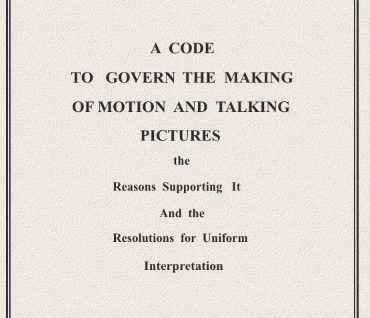 A CODE
TO GOVERN THE MAKING
OF MOTION AND TALKING
PICTURES
the
Reasons Supporting It
And the
Resolutions for Uniform
Interpretation